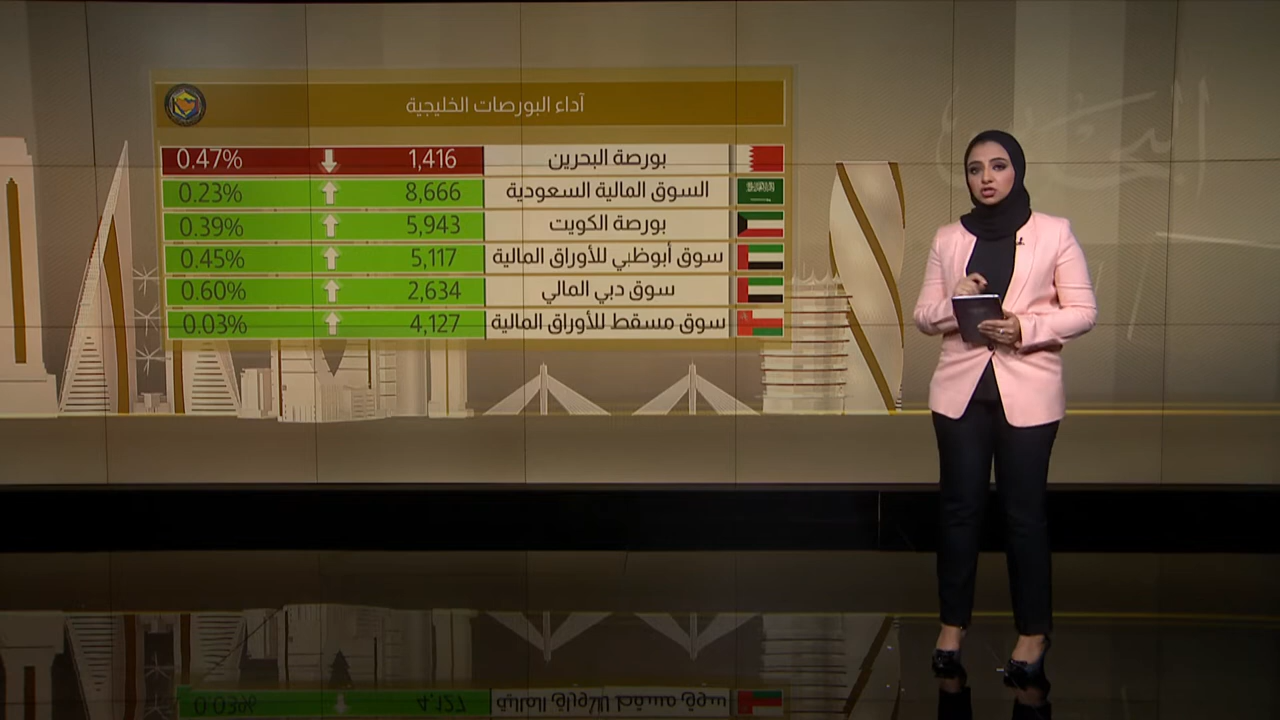 آداء البورصات الخليجية
بورصة البحرين 1,416 0.47%
السوق المالية السعودية 8,666 0.23%
بورصة الكويت 5,943 0.39%
سوق أبوظبي للأوراق المالية 5,117 0.45%
سوق دبي المالي 2,634 0.60%
سوق مسقط للأوراق المالية 4,127 0.03%